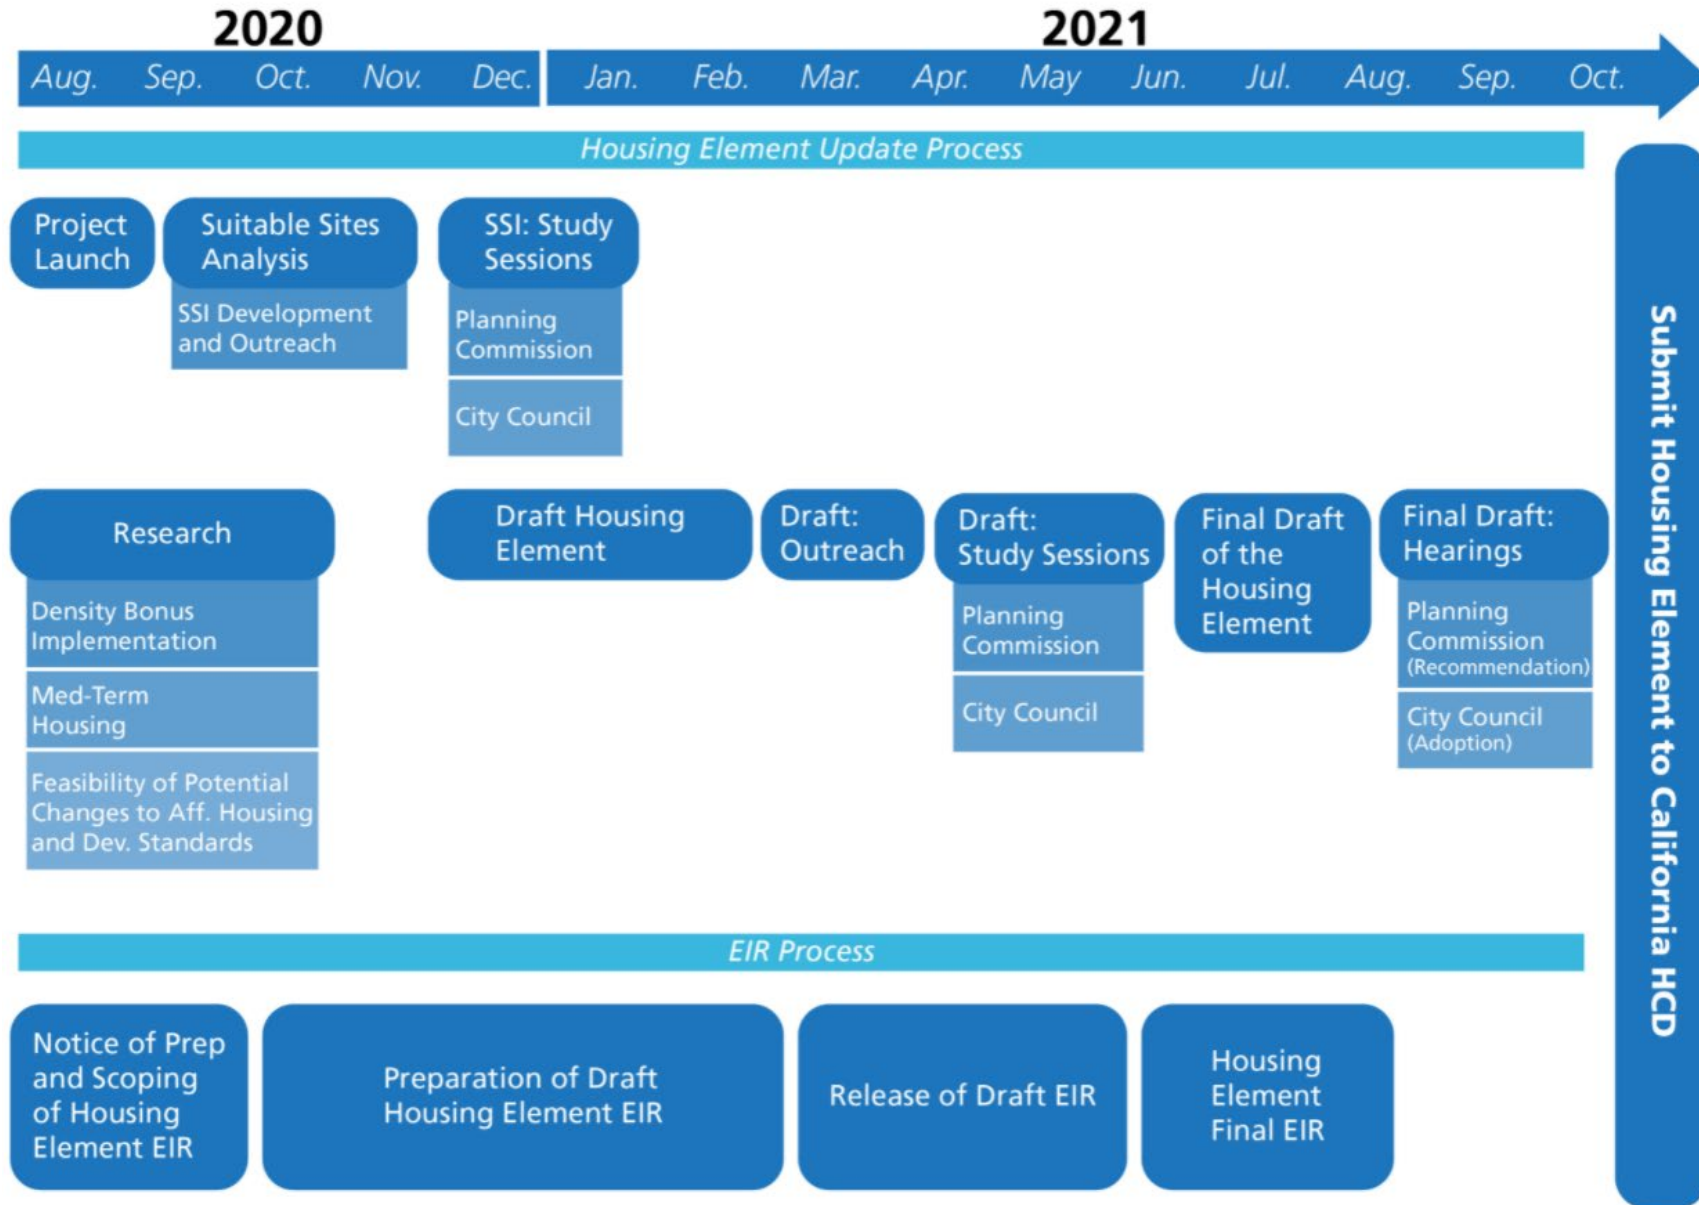 2020
2021
Aug. Sep. Oct. Nov. Dec. Jan. Feb. Mar. Apr. May Jun. Jul. Aug. Sep. Oct.
Housing Element Update Process
Project
Launch
Suitable Sites
Analysis
SSI Development
and Outreach
SSI: Study
Sessions
Planning
Commission
City Council
Research
Density Bonus
Implementation
Med-Term
Housing
Feasibility of Potential
Changes to Aff. Housing
and Dev. Standards
Draft Housing
Element
Draft:
Outreach
Draft:
Study Sessions
Planning
Commission
City Council
Final Draft
of the
Housing
Element
Final Draft:
Hearings
Planning
Commission
(Recommendation)
City Council
(Adoption)
EIR Process
Notice of Prep
and Scoping
of Housing
Element EIR
Preparation of Draft
Housing Element EIR
Release of Draft EIR
Housing
Element
Final EIR
Submit Housing Element to California HCD